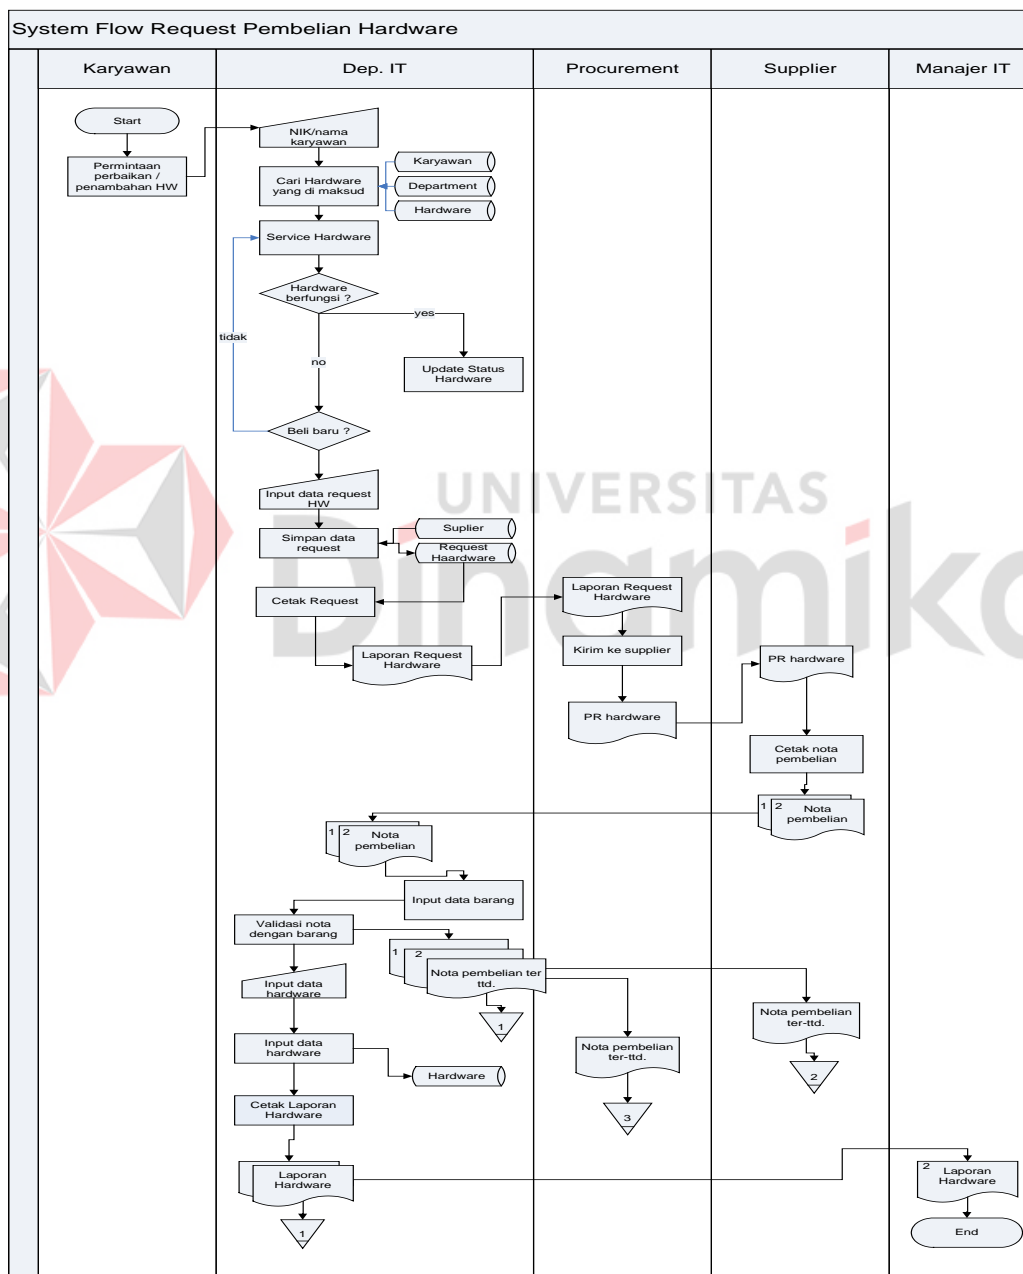 System Flow Request Pembelian Hardware
Karyawan
Dep. IT
Procurement
Supplier
Manajer IT
Start
Permintaan
perbaikan /
penambahan HW
NIK/nama
karyawan
Cari Hardware
yang di maksud
Karyawan
Department
Hardware
Service Hardware
Hardware
berfungsi ?
yes
tidak
no
Update Status
Hardware
Beli baru ?
Input data request
HW
Simpan data
request
Suplier
Request
Haardware
Cetak Request
Laporan Request
Hardware
Laporan Request
Hardware
Kirim ke supplier
PR hardware
PR hardware
Cetak nota
pembelian
1
2
Nota
pembelian
1
2
Nota
pembelian
Input data barang
Validasi nota
dengan barang
1
2
Nota pembelian ter
ttd.
1
Input data
hardware
Nota pembelian
ter-ttd.
2
Nota pembelian
ter-ttd.
3
Input data
hardware
Hardware
Cetak Laporan
Hardware
Laporan
Hardware
1
2
Laporan
Hardware
End
UNIVERSITAS
Dinamika